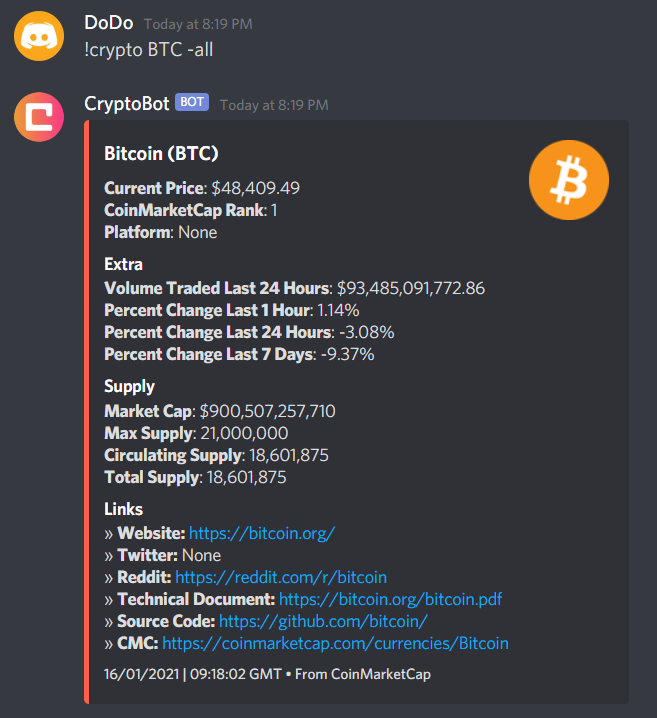 DoDo Today at 8:19 PM
!crypto BTC -all
CryptoBot BOT Today at 8:19 PM
Bitcoin (BTC)
Current Price: $48,409.49
CoinMarketCap Rank: 1
Platform: None
Extra
Volume Traded Last 24 Hours: $93,485,091,772.86
Percent Change Last 1 Hour: 1.14%
Percent Change Last 24 Hours: -3.08%
Percent Change Last 7 Days: -9.37%
Supply
Market Cap: $900,507,257,710
Max Supply: 21,000,000
Circulating Supply: 18,601,875
Total Supply: 18,601,875
Links
» Website: https://bitcoin.org/
» Twitter: None
» Reddit: https://reddit.com/r/bitcoin
» Technical Document: https://bitcoin.org/bitcoin.pdf
» Source Code: https://github.com/bitcoin/
» CMC: https://coinmarketcap.com/currencies/Bitcoin
16/01/2021 | 09:18:02 GMT • From CoinMarketCap